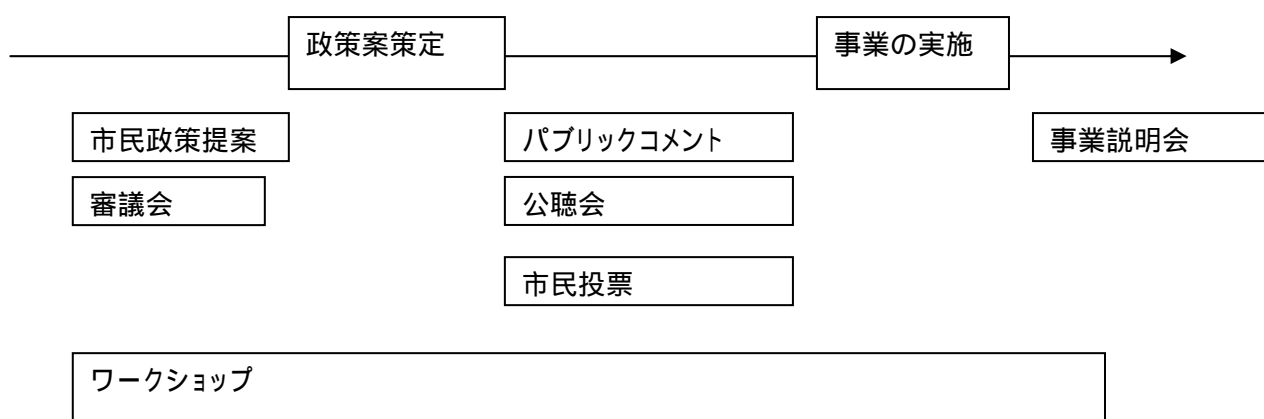 政策案策定
事業の実施
市民政策提案
パブリックコメント
事業説明会
審議会
公聴会
市民投票
ワークショップ